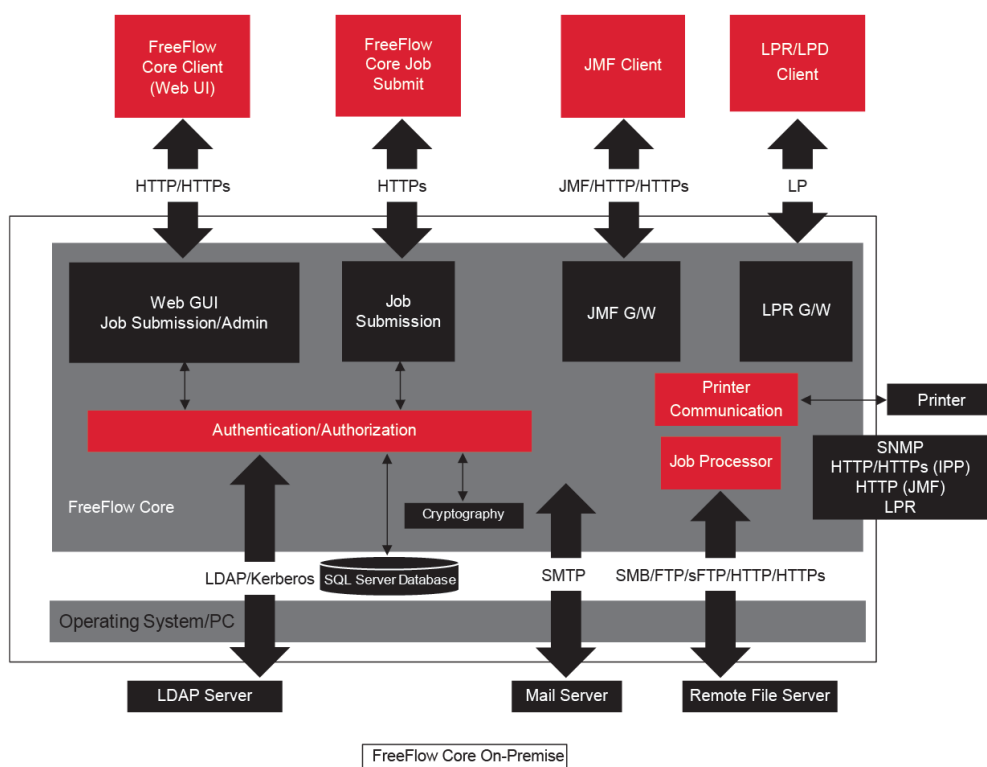 FreeFlow
Core Client
(Web UI)
FreeFlow
Core Job
Submit
JMF Client
LPR/LPD
Client
HTTP/HTTPs
HTTPs
JMF/HTTP/HTTPs
LP
Web GUI
Job Submission/Admin
Job
Submission
JMF G/W
LPR G/W
Printer
Communication
Printer
Authentication/Authorization
Job Processor
SNMP
HTTP/HTTPs (IPP)
HTTP (JMF)
LPR
FreeFlow Core
Cryptography
LDAP/Kerberos
SQL Server Database
SMTP
SMB/FTP/sFTP/HTTP/HTTPs
Operating System/PC
LDAP Server
Mail Server
Remote File Server
FreeFlow Core On-Premise